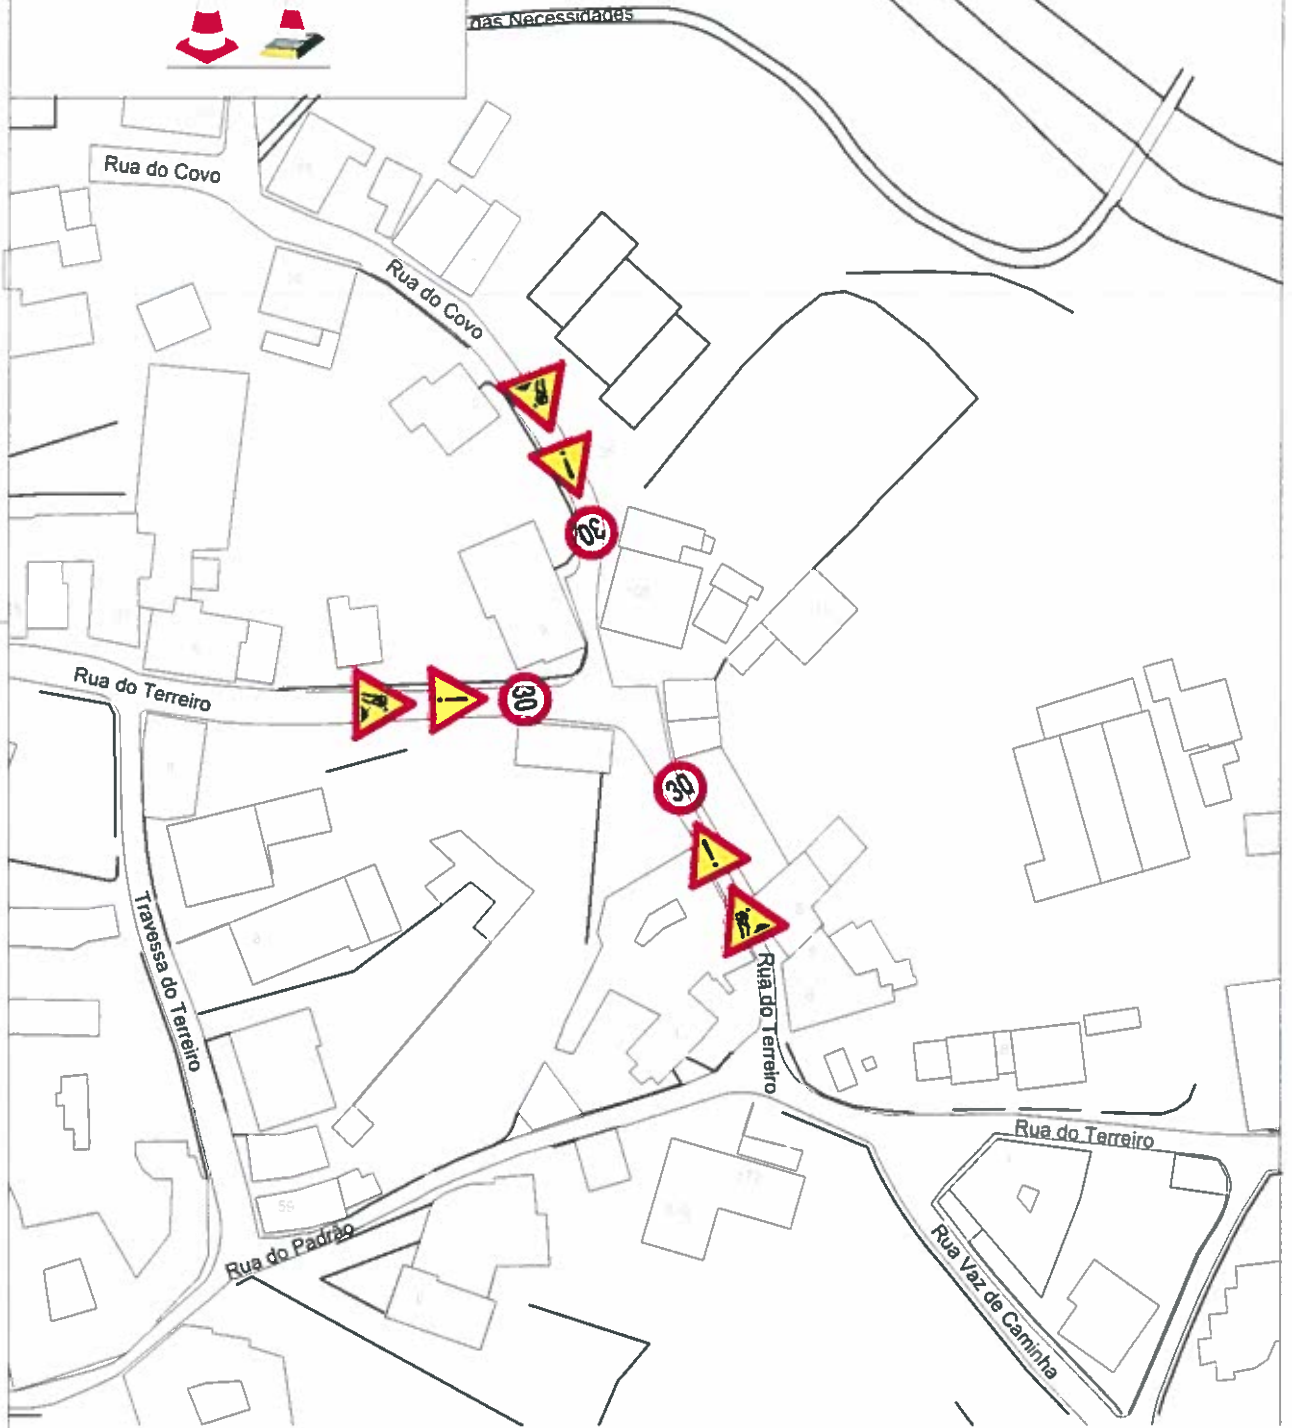 das Necessidades
Rua do Covo
Rua do Covo
30
Rua do Terreiro
30
30
Travessa do Terreiro
Rua do Terreiro
Rua do Terreiro
59
Rua do Padrão
Rua Vaz de Caminha